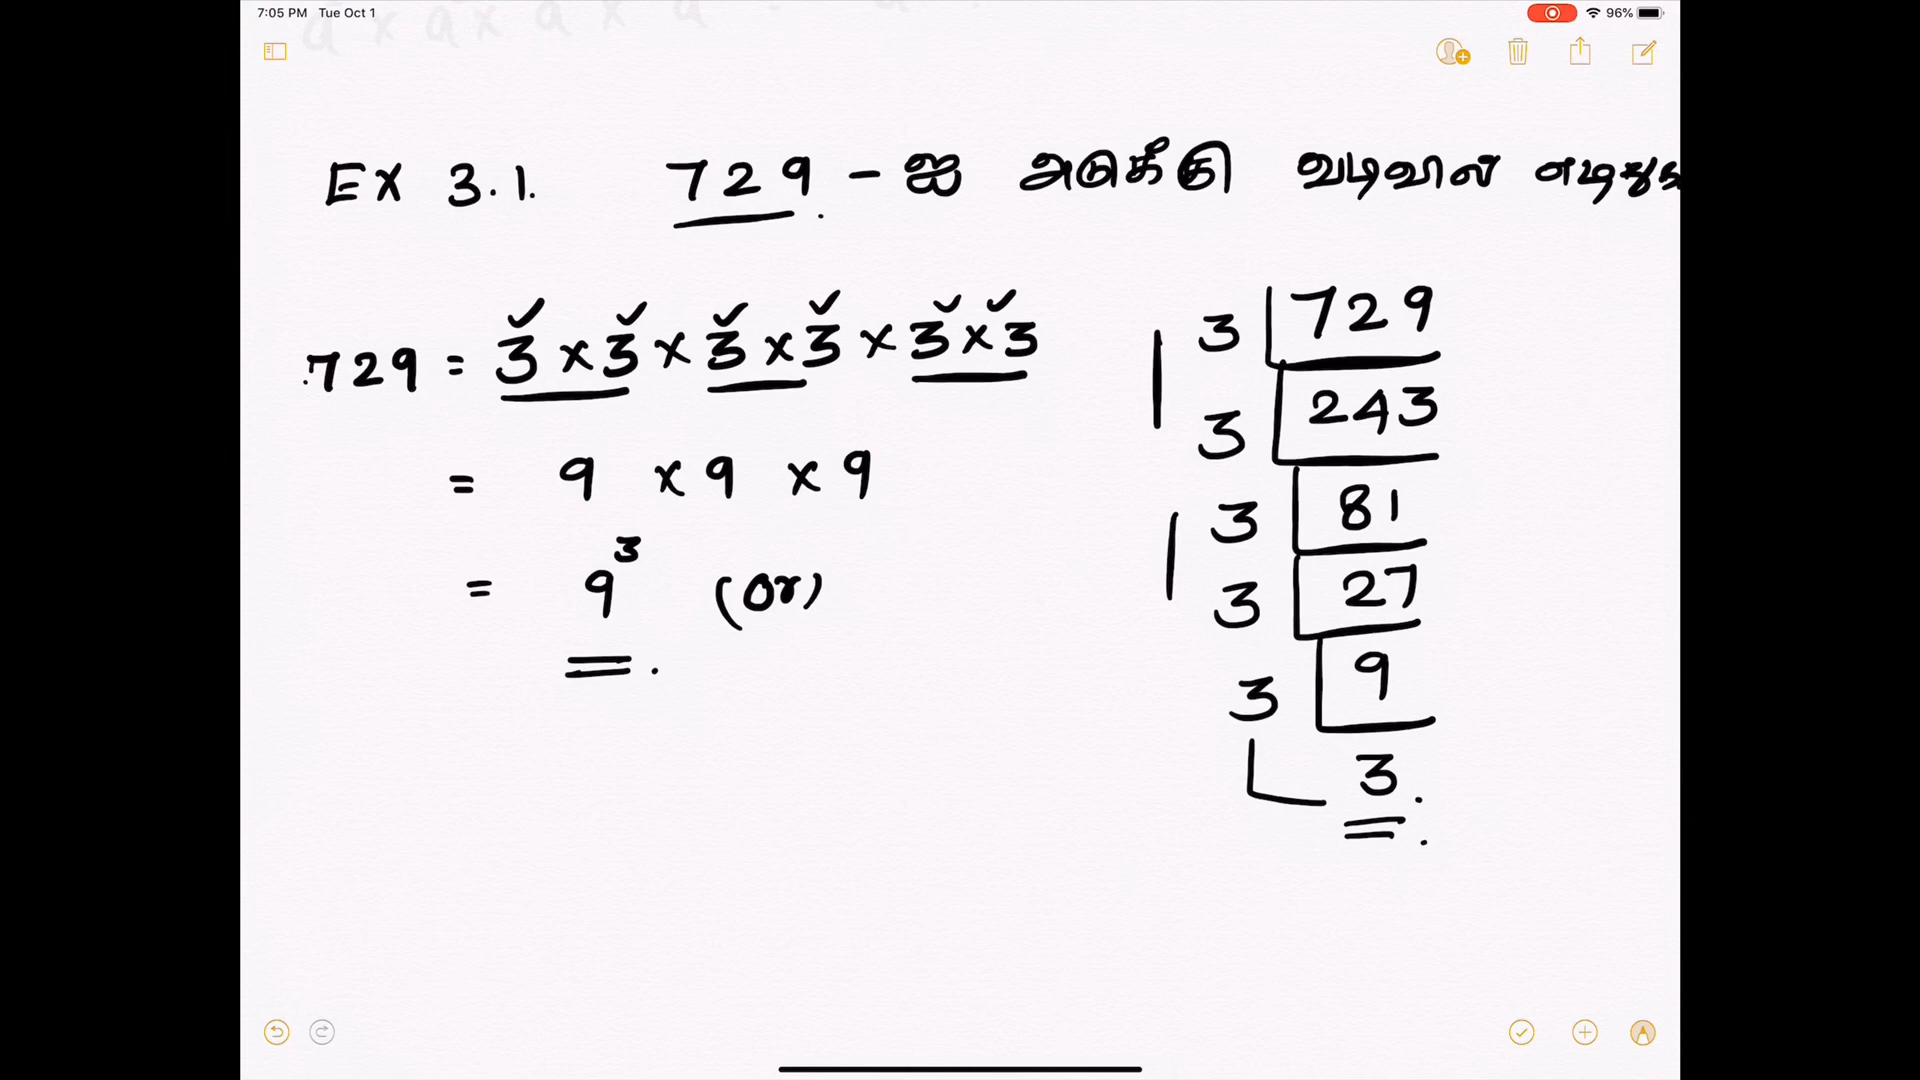 7:05 PM Tue Oct 1
96%
Ex 3.1. 729 - ஐ அடுக்கு வடிவில் எழுதுக
729 = 3 x 3 x 3 x 3 x 3 x 3
= 9 x 9 x 9
= 9³ (or)
3 729
3 243
3 81
3 27
3 9
3